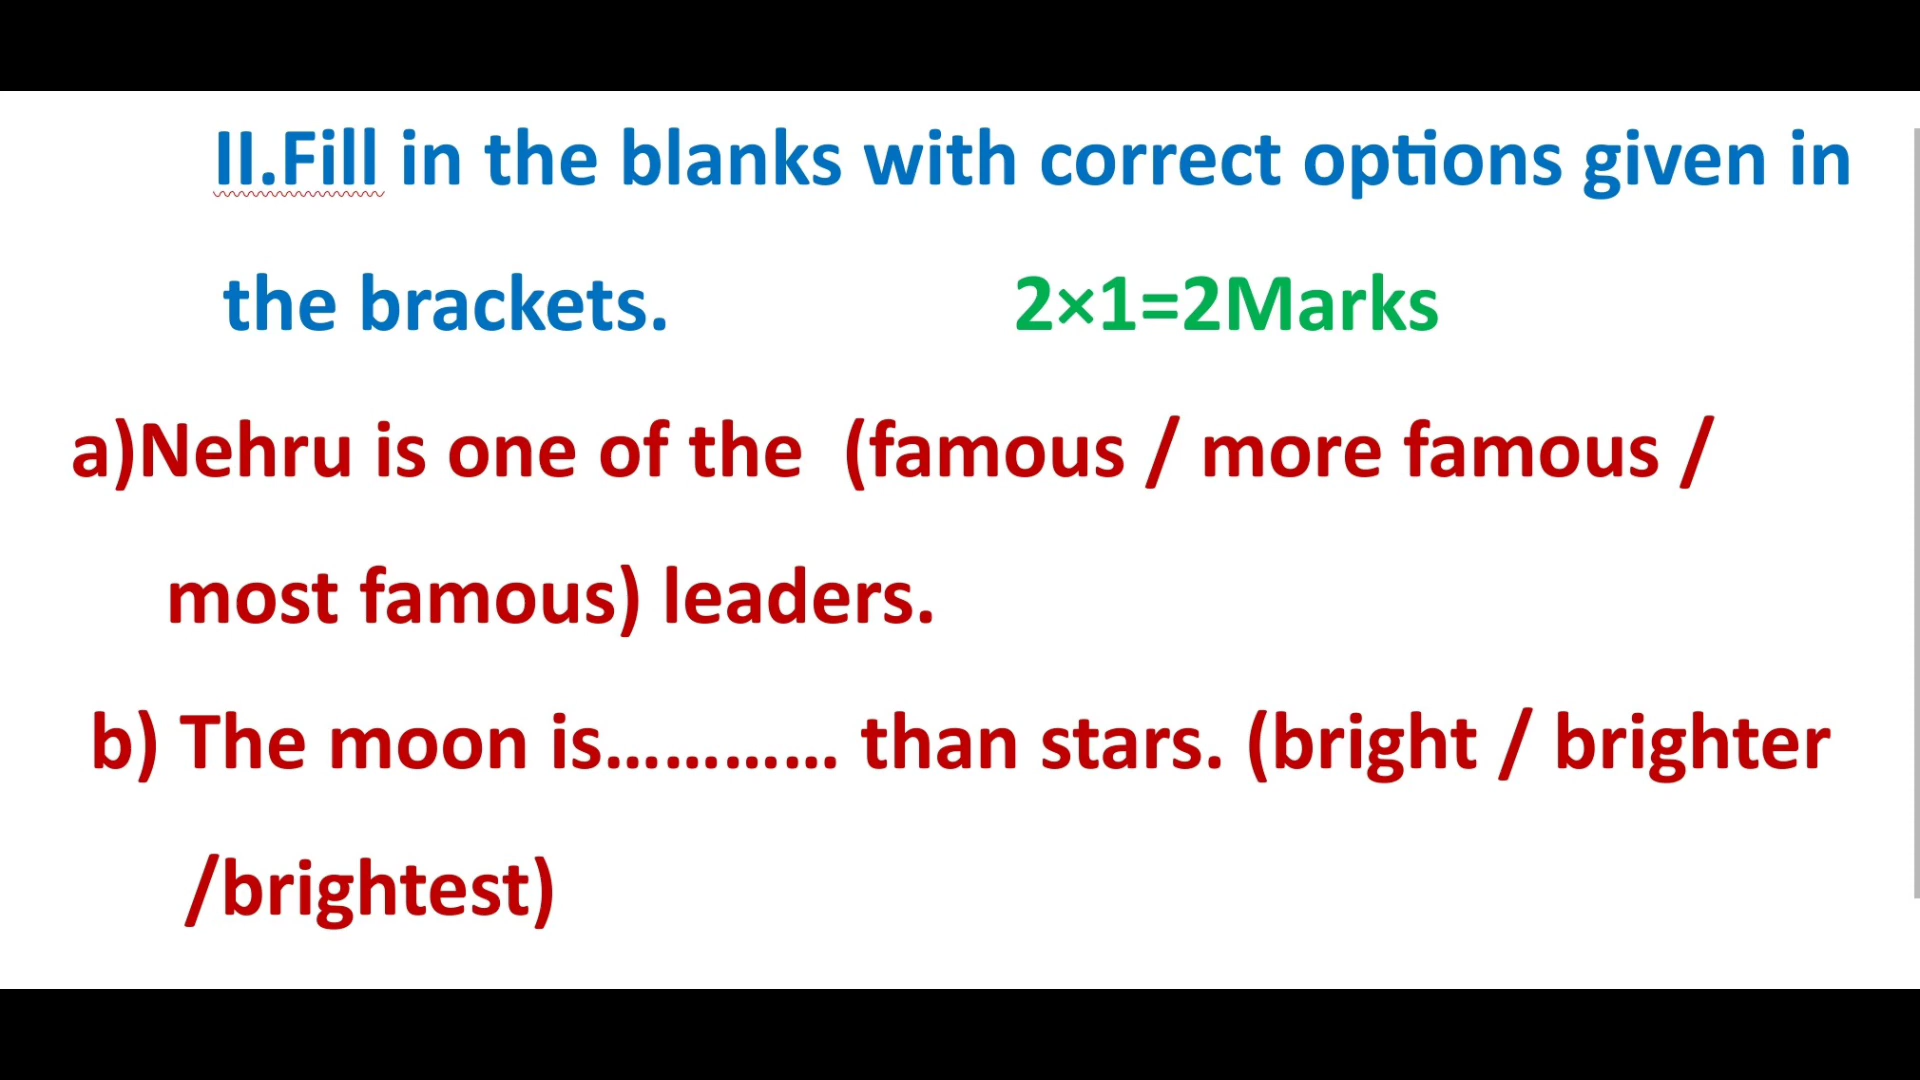 II.Fill in the blanks with correct options given in
the brackets. 2×1=2Marks
a)Nehru is one of the (famous / more famous /
most famous) leaders.
b) The moon is………… than stars. (bright / brighter
/brightest)